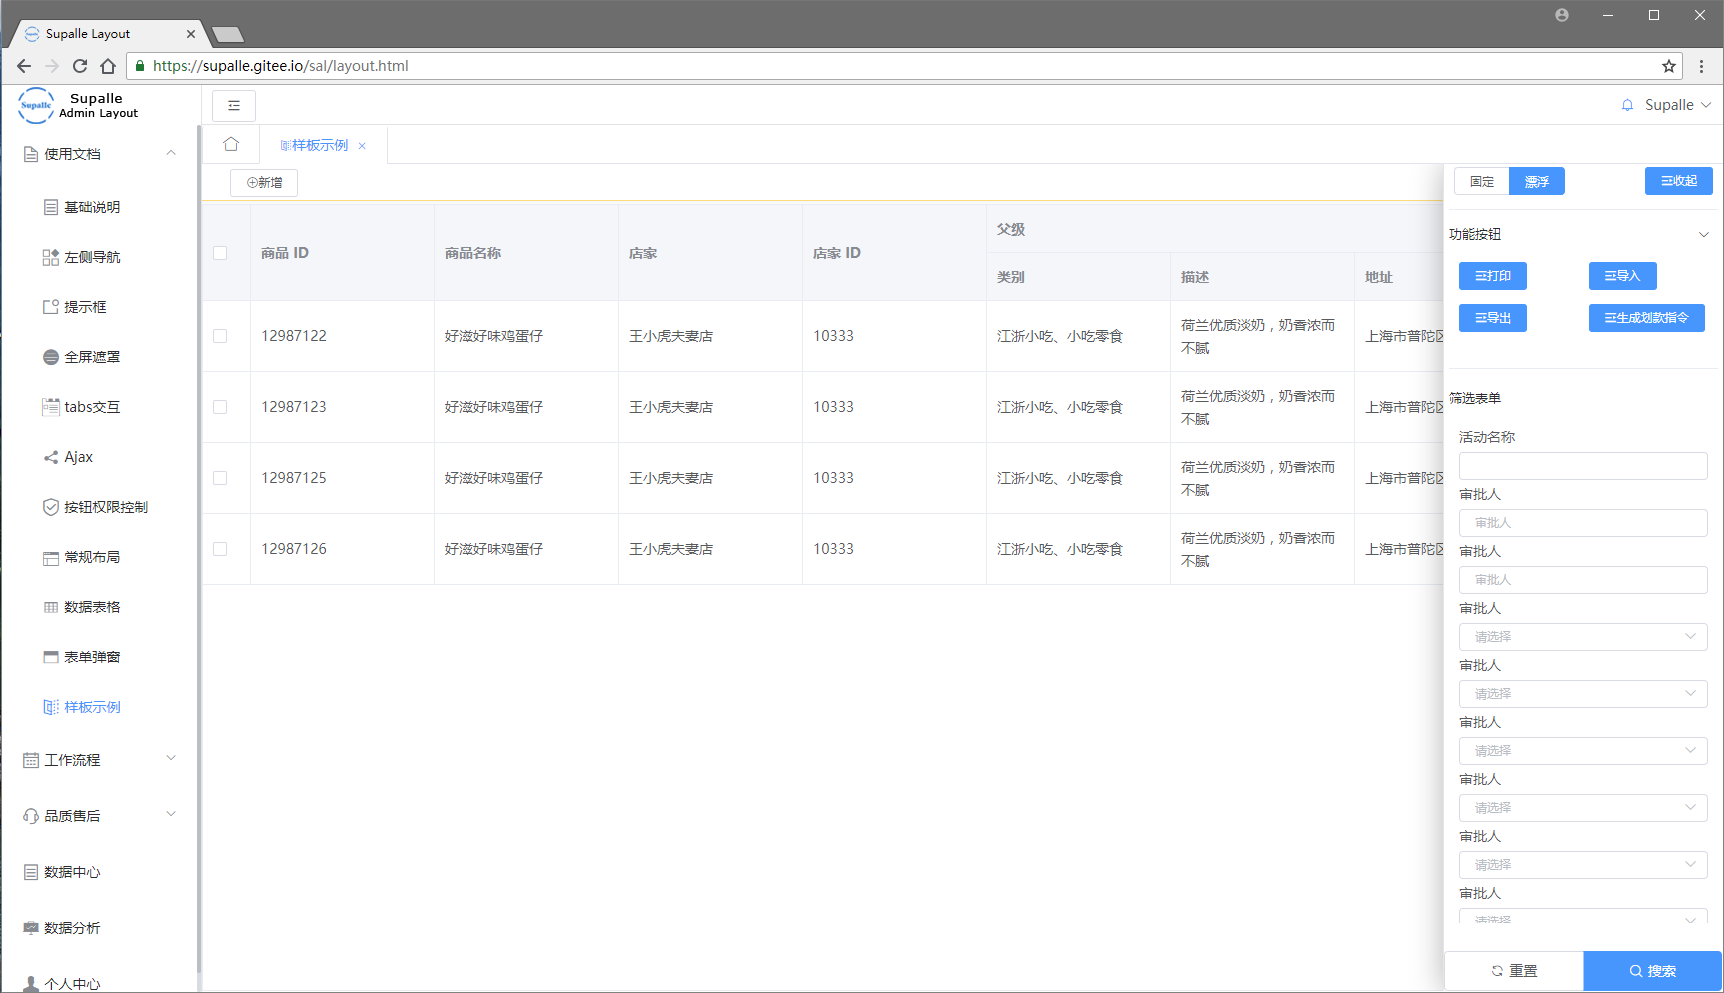 Supalle Layout
https://supalle.gitee.io/sal/layout.html
Supalle
Supalle
Admin Layout
Supalle
使用文档
基础说明
左侧导航
提示框
全屏遮罩
tabs交互
Ajax
按钮权限控制
常规布局
数据表格
表单弹窗
样板示例
工作流程
品质售后
数据中心
数据分析
个人中心
样板示例
新增
商品 ID 商品名称 店家 店家 ID 父级
类别 描述 地址
12987122 好滋好味鸡蛋仔 王小虎夫妻店 10333 江浙小吃、小吃零食 荷兰优质淡奶，奶香浓而 上海市普陀区
不腻
12987123 好滋好味鸡蛋仔 王小虎夫妻店 10333 江浙小吃、小吃零食 荷兰优质淡奶，奶香浓而 上海市普陀区
不腻
12987125 好滋好味鸡蛋仔 王小虎夫妻店 10333 江浙小吃、小吃零食 荷兰优质淡奶，奶香浓而 上海市普陀区
不腻
12987126 好滋好味鸡蛋仔 王小虎夫妻店 10333 江浙小吃、小吃零食 荷兰优质淡奶，奶香浓而 上海市普陀区
不腻
固定 漂浮 收起
功能按钮
打印 导入
导出 生成划款指令
筛选表单
活动名称
审批人
审批人
审批人
审批人
审批人
请选择
审批人
请选择
审批人
请选择
审批人
请选择
审批人
请选择
审批人
请选择
重置 搜索